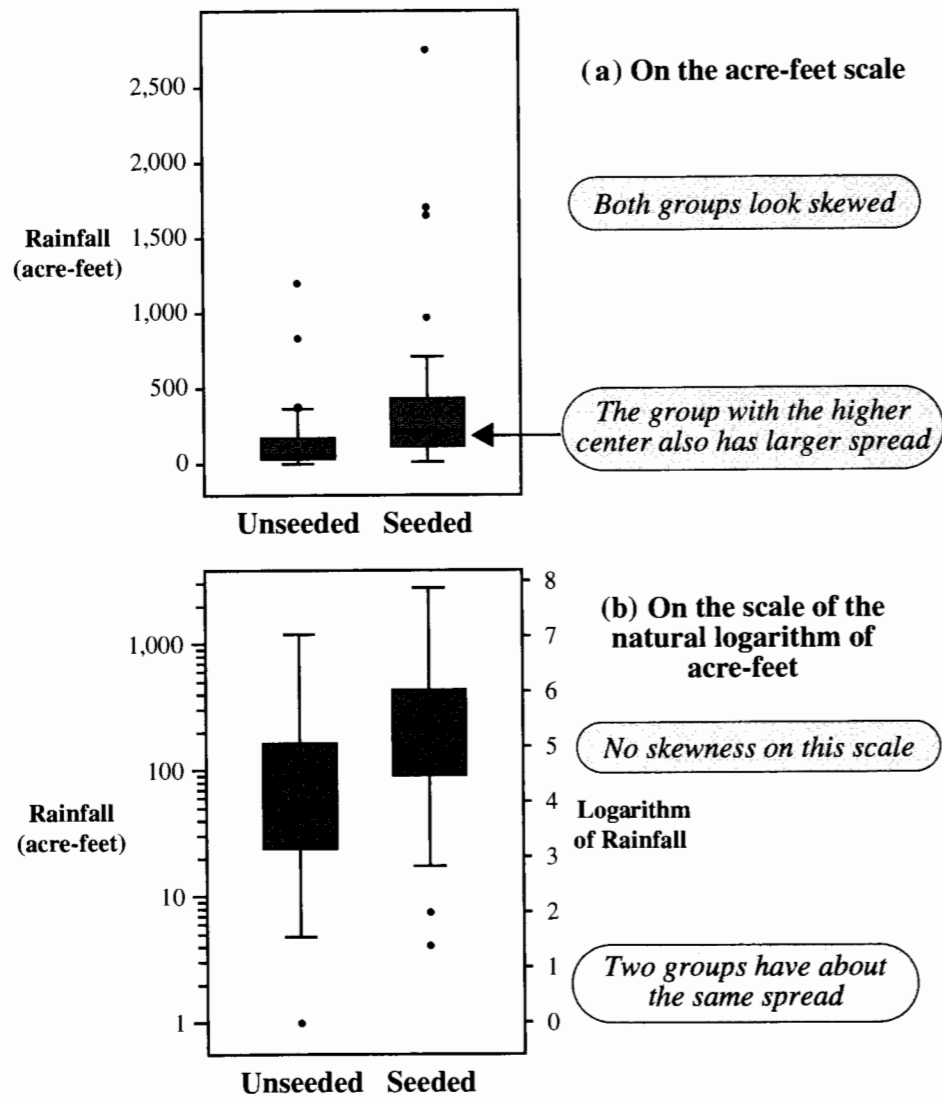 (a) On the acre-feet scale
2,500
2,000
Both groups look skewed
Rainfall
(acre-feet)
1,500
1,000
500
The group with the higher
center also has larger spread
0
Unseeded Seeded
8
(b) On the scale of the
natural logarithm of
acre-feet
1,000
7
6
No skewness on this scale
5
100
Rainfall
(acre-feet)
4
Logarithm
of Rainfall
3
10
2
1
Two groups have about
the same spread
1
0
Unseeded Seeded